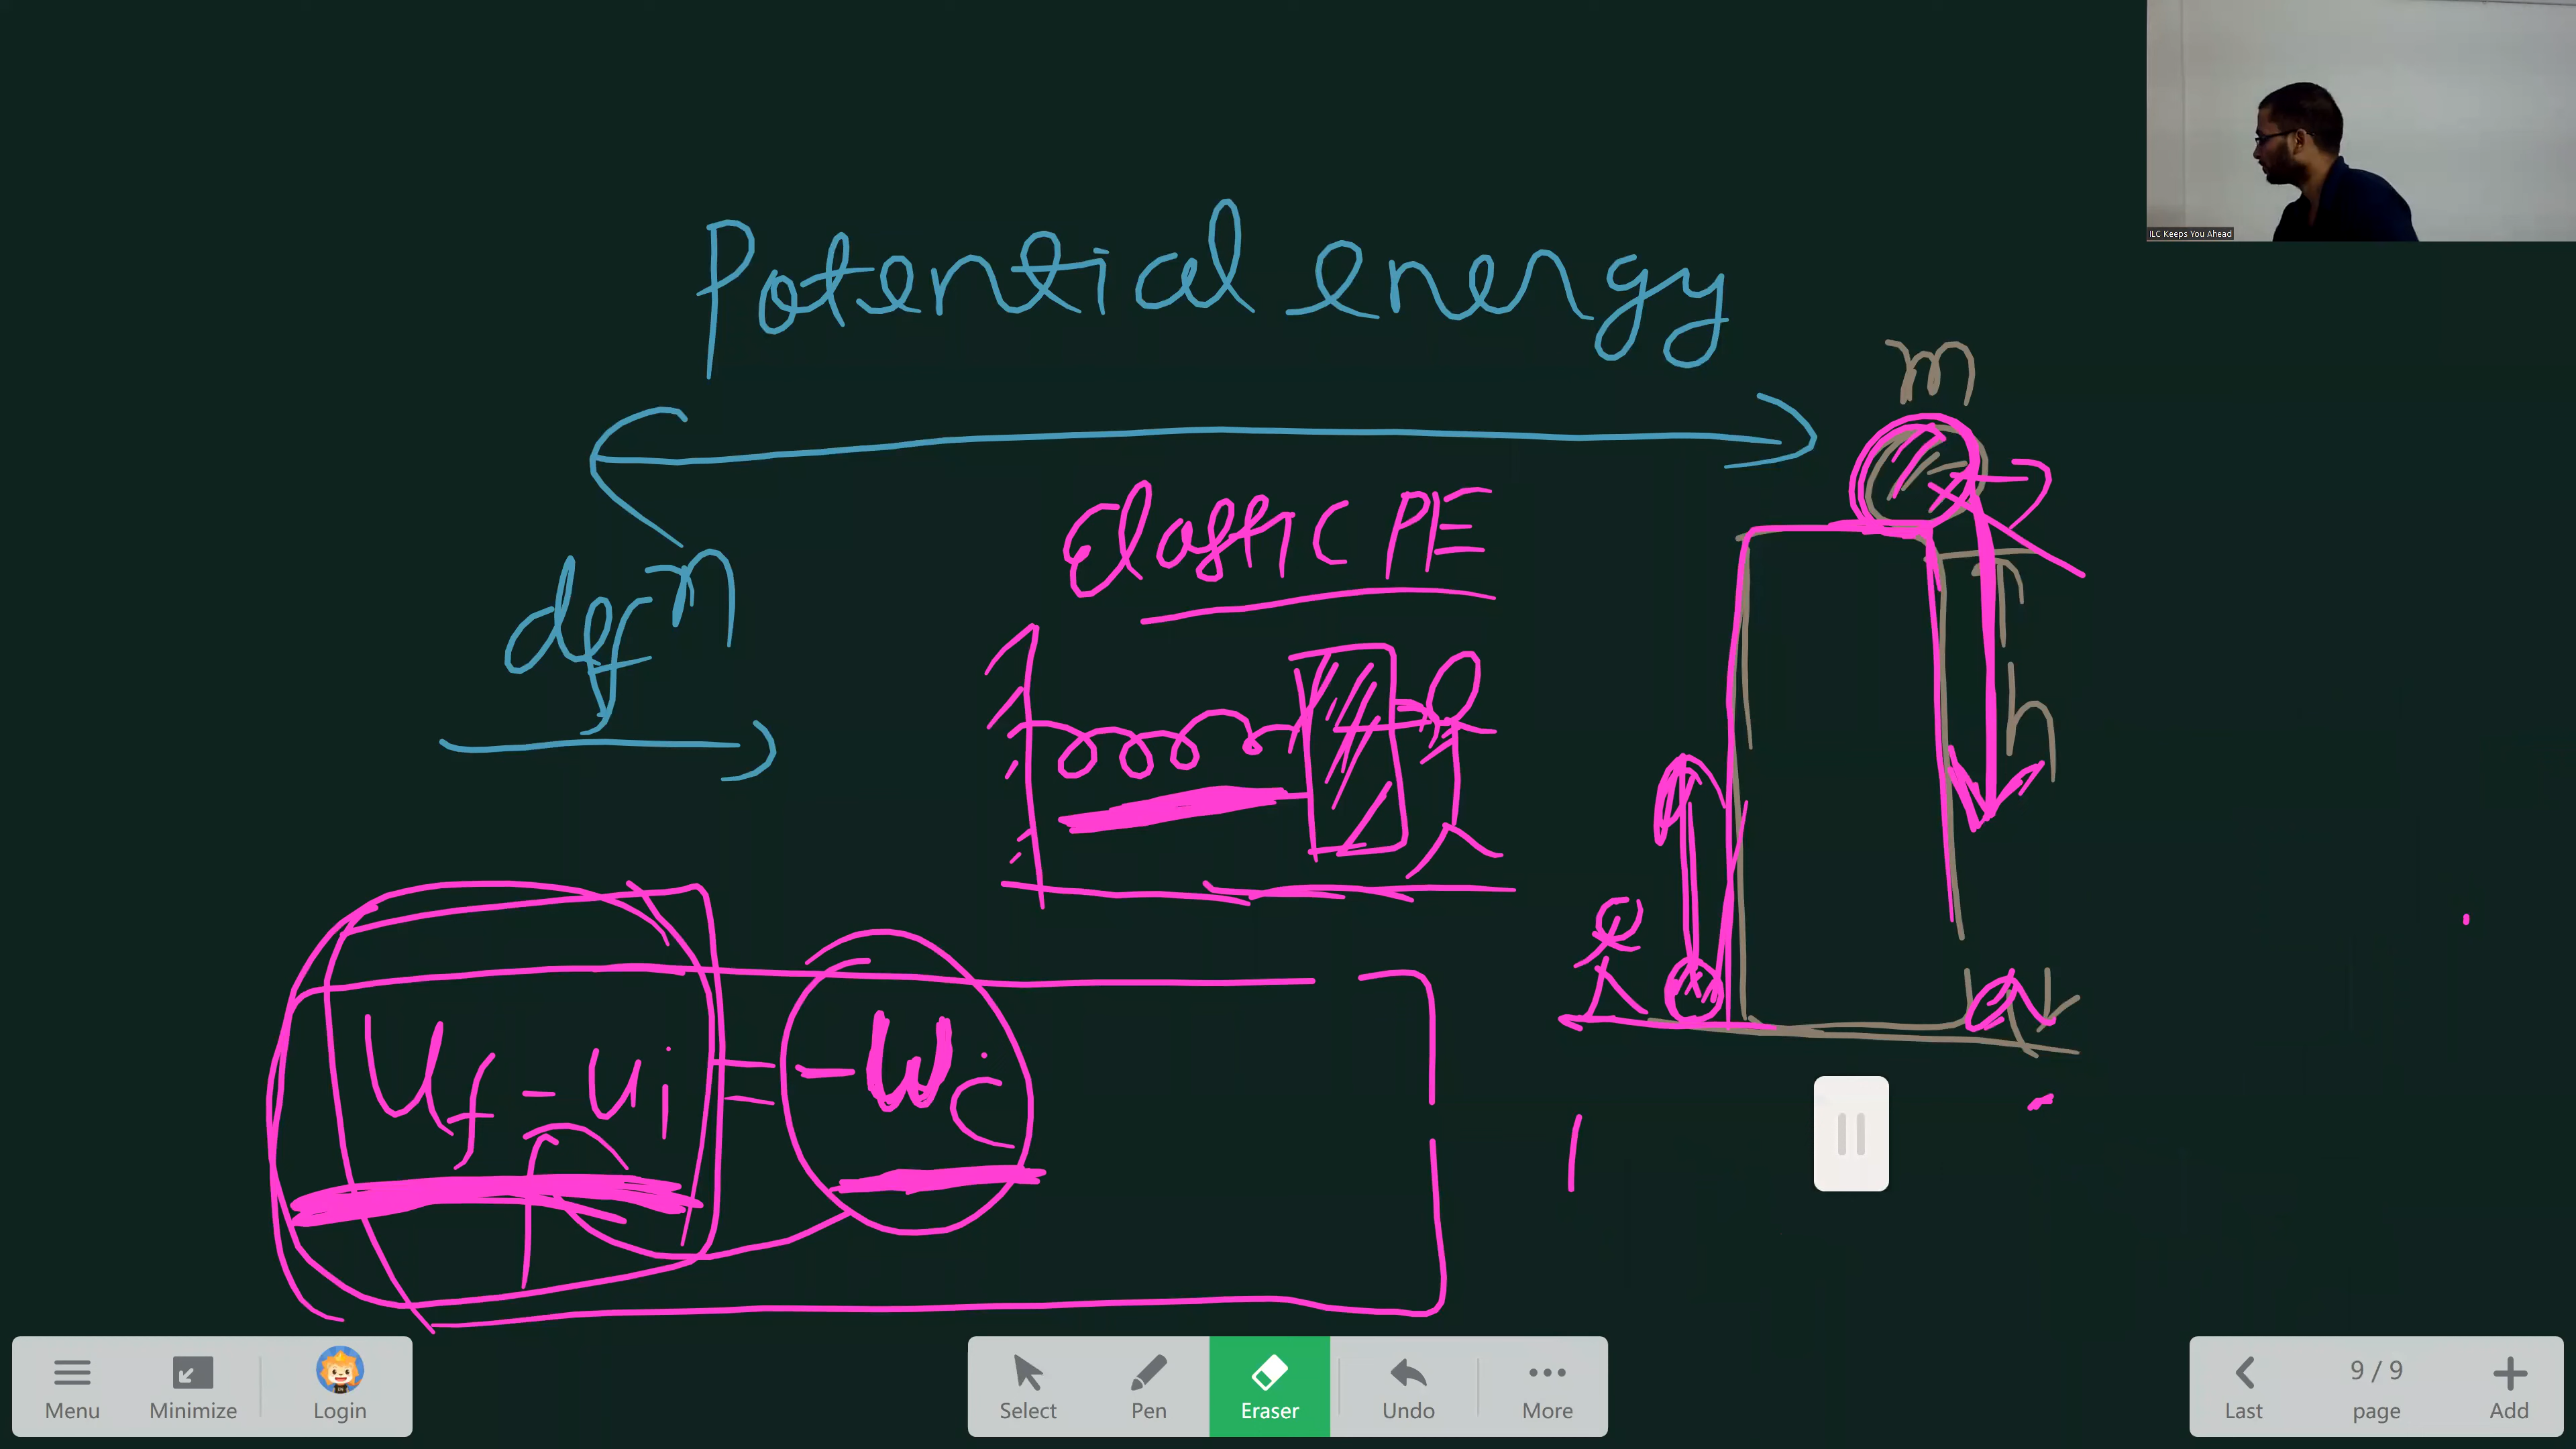 ILC Keeps You Ahead
Potential energy
m
Elastic PE
defn
h
Uf - Ui = -Wc
Menu
Minimize
Login
Select
Pen
Eraser
Undo
More
Last
9 / 9
page
Add